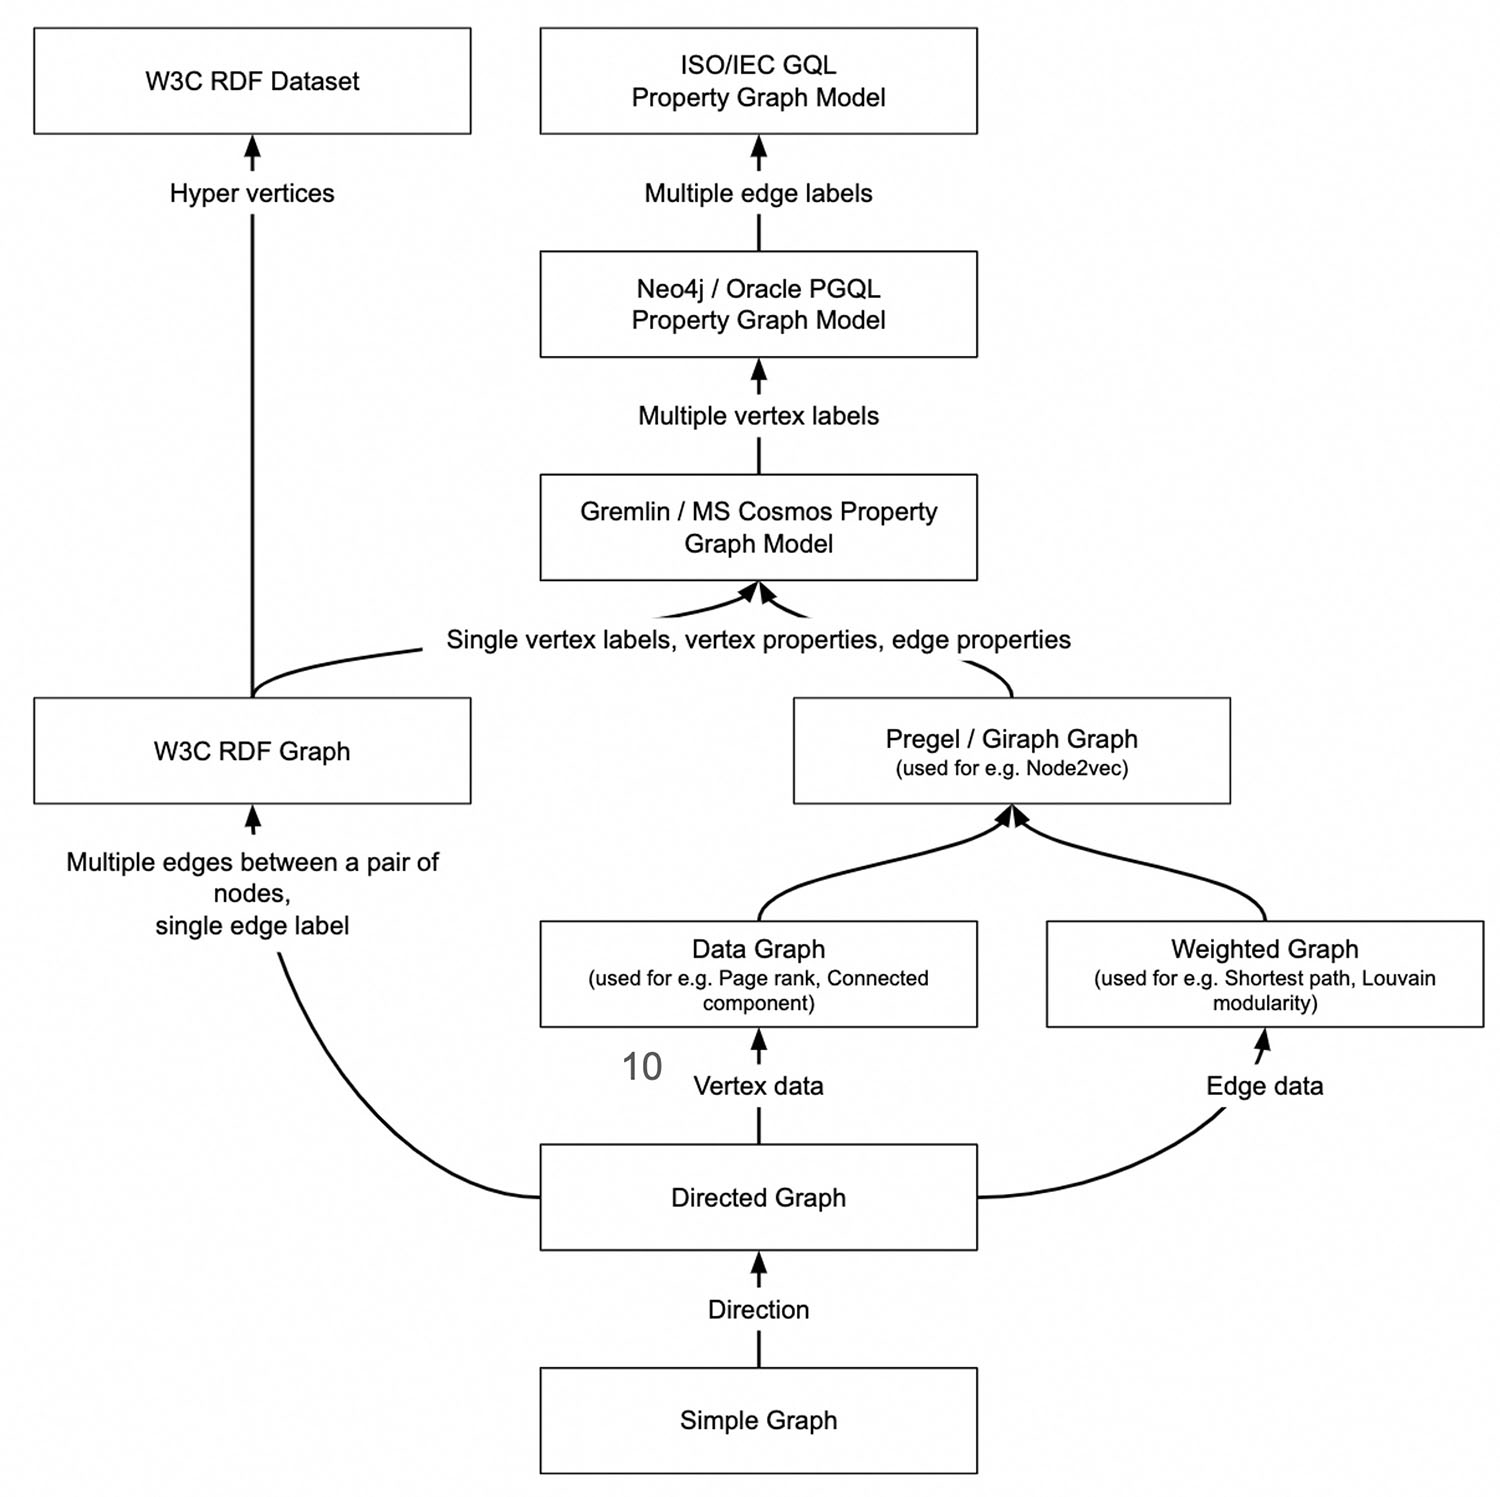 W3C RDF Dataset
ISO/IEC GQL
Property Graph Model
Hyper vertices
Multiple edge labels
Neo4j / Oracle PGQL
Property Graph Model
Multiple vertex labels
Gremlin / MS Cosmos Property
Graph Model
Single vertex labels, vertex properties, edge properties
W3C RDF Graph
Pregel / Giraph Graph
(used for e.g. Node2vec)
Multiple edges between a pair of
nodes,
single edge label
Data Graph
(used for e.g. Page rank, Connected
component)
Weighted Graph
(used for e.g. Shortest path, Louvain
modularity)
10
Vertex data
Edge data
Directed Graph
Direction
Simple Graph